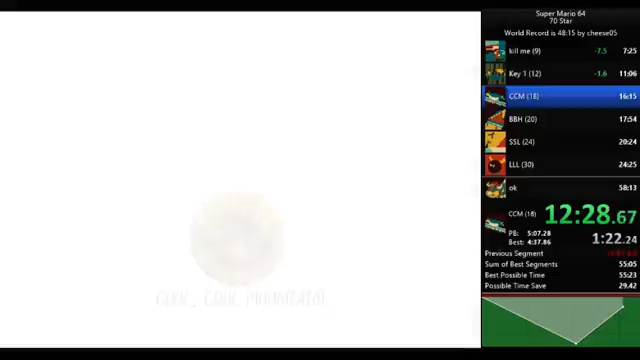 Super Mario 64
70 Star
World Record is 48:15 by cheese05
kill me (9) -7.5 7:25
Key 1 (12) -1.6 11:06
CCM (18) 16:15
BBH (20) 17:54
SSL (24) 20:24
LLL (30) 24:25
ok 58:13
CCM (18) 12:28.67
PB: 5:07.28
Best: 4:37.86 1:22.24
Previous Segment
Sum of Best Segments 55:05
Best Possible Time 55:23
Possible Time Save 29.42
COOL, COOL MOUNTAIN